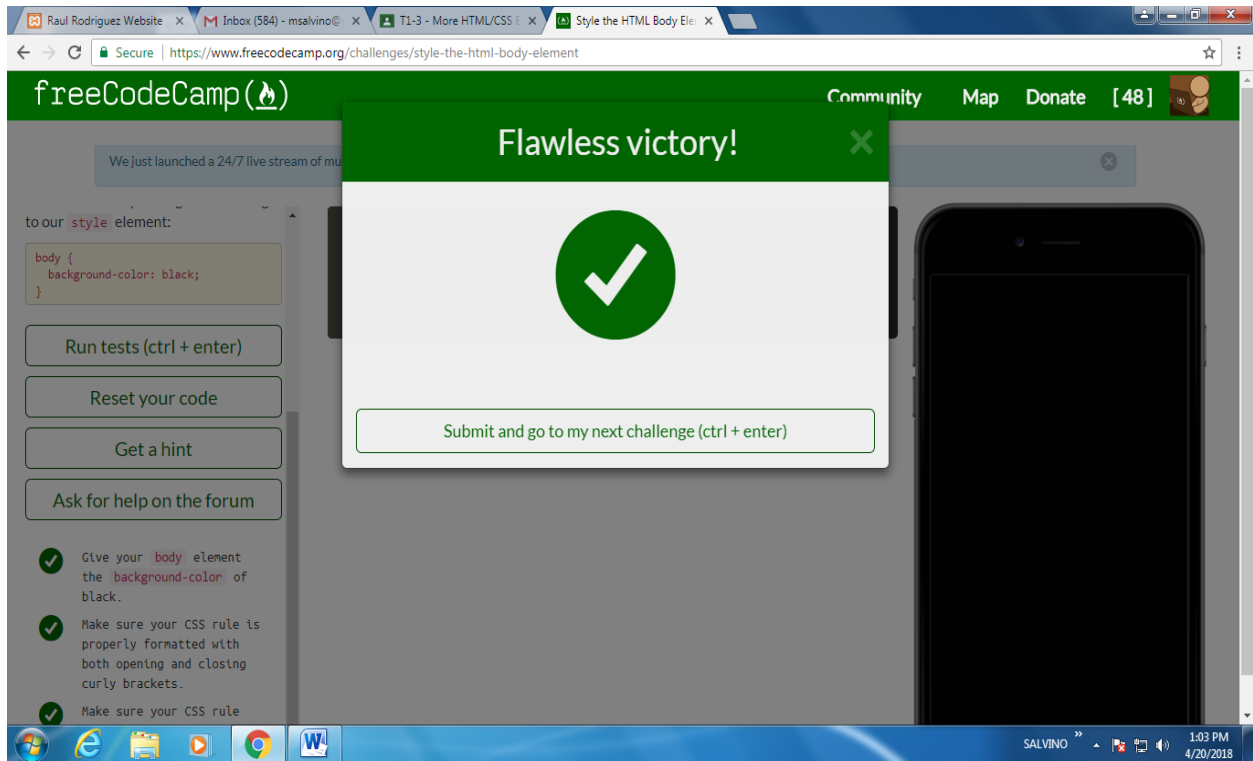 Raul Rodriguez Website
Inbox (584) - msalvino@
T1-3 - More HTML/CSS E
Style the HTML Body Ele
Secure | https://www.freecodecamp.org/challenges/style-the-html-body-element
freeCodeCamp(
)
Community Map Donate [ 48 ]
Flawless victory!
We just launched a 24/7 live stream of mu
to our style element:
body {
background-color: black;
}
Run tests (ctrl + enter)
Reset your code
Get a hint
Ask for help on the forum
Submit and go to my next challenge (ctrl + enter)
Give your body element
the background-color of
black.
Make sure your CSS rule is
properly formatted with
both opening and closing
curly brackets.
Make sure your CSS rule
SALVINO
1:03 PM
4/20/2018